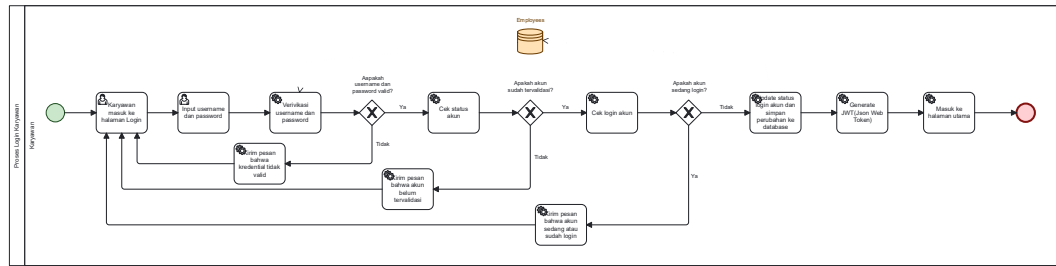 Proses Login Karyawan
Karyawan
Employees
Karyawan
masuk ke
halaman Login
Input username
dan password
Verivikasi
username dan
password
Aapakah
username dan
password valid?
Ya
Tidak
Cek status
akun
Apakah akun
sudah tervalidasi?
Ya
Tidak
Cek login akun
Apakah akun
sedang login?
Tidak
Ya
Update status
login akun dan
simpan
perubahan ke
database
Generate
JWT(Json Web
Token)
Masuk ke
halaman utama
Kirim pesan
bahwa
kredential tidak
valid
Kirim pesan
bahwa akun
belum
tervalidasi
Kirim pesan
bahwa akun
sedang atau
sudah login